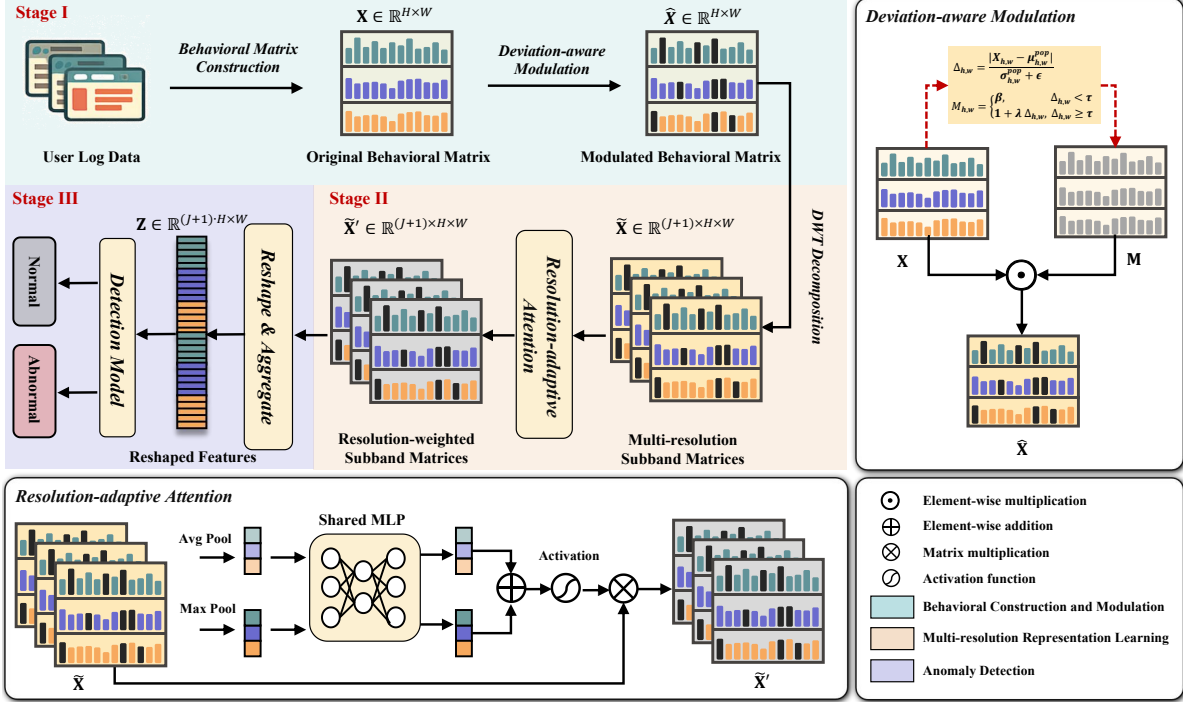 Stage I
Behavioral Matrix
Construction
X ∈ ℝ^{H×W}
Deviation-aware
Modulation
X̂ ∈ ℝ^{H×W}
User Log Data
Original Behavioral Matrix
Modulated Behavioral Matrix
DWT Decomposition
Stage II
X̃ ∈ ℝ^{(J+1)×H×W}
Resolution-adaptive
Attention
X̃′ ∈ ℝ^{(J+1)×H×W}
Multi-resolution
Subband Matrices
Resolution-weighted
Subband Matrices
Stage III
Z ∈ ℝ^{(J+1)·H×W}
Reshape & Aggregate
Reshaped Features
Detection Model
Normal
Abnormal
Deviation-aware Modulation
Δ_{h,w} = |X_{h,w} − μ^{pop}_{h,w}| / (σ^{pop}_{h,w} + ϵ)
M_{h,w} = { β, Δ_{h,w} < τ
1 + λ Δ_{h,w}, Δ_{h,w} ≥ τ
X
M
X̂
Resolution-adaptive Attention
Avg Pool
Max Pool
Shared MLP
Activation
X̃
X̃′
Element-wise multiplication
Element-wise addition
Matrix multiplication
Activation function
Behavioral Construction and Modulation
Multi-resolution Representation Learning
Anomaly Detection